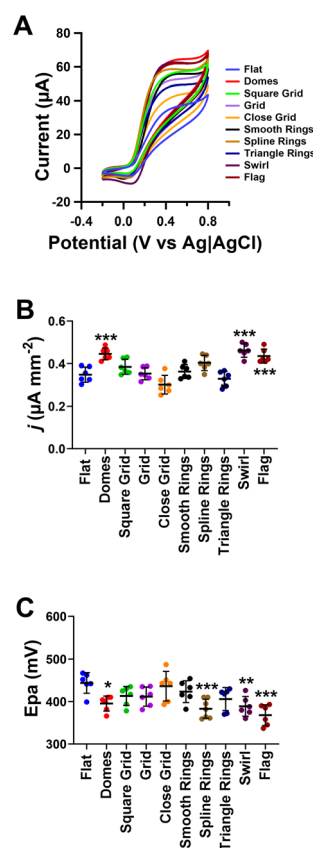 A
Current (µA)
80
60
40
20
0
-20
-0.4
0.0
0.4
0.8
Potential (V vs Ag|AgCl)
Flat
Domes
Square Grid
Grid
Close Grid
Smooth Rings
Spline Rings
Triangle Rings
Swirl
Flag
B
j (µA mm⁻²)
0.6
0.4
0.2
0.0
***
***
***
Flat
Domes
Square Grid
Grid
Close Grid
Smooth Rings
Spline Rings
Triangle Rings
Swirl
Flag
C
Epa (mV)
600
500
400
300
*
***
**
***
Flat
Domes
Square Grid
Grid
Close Grid
Smooth Rings
Spline Rings
Triangle Rings
Swirl
Flag